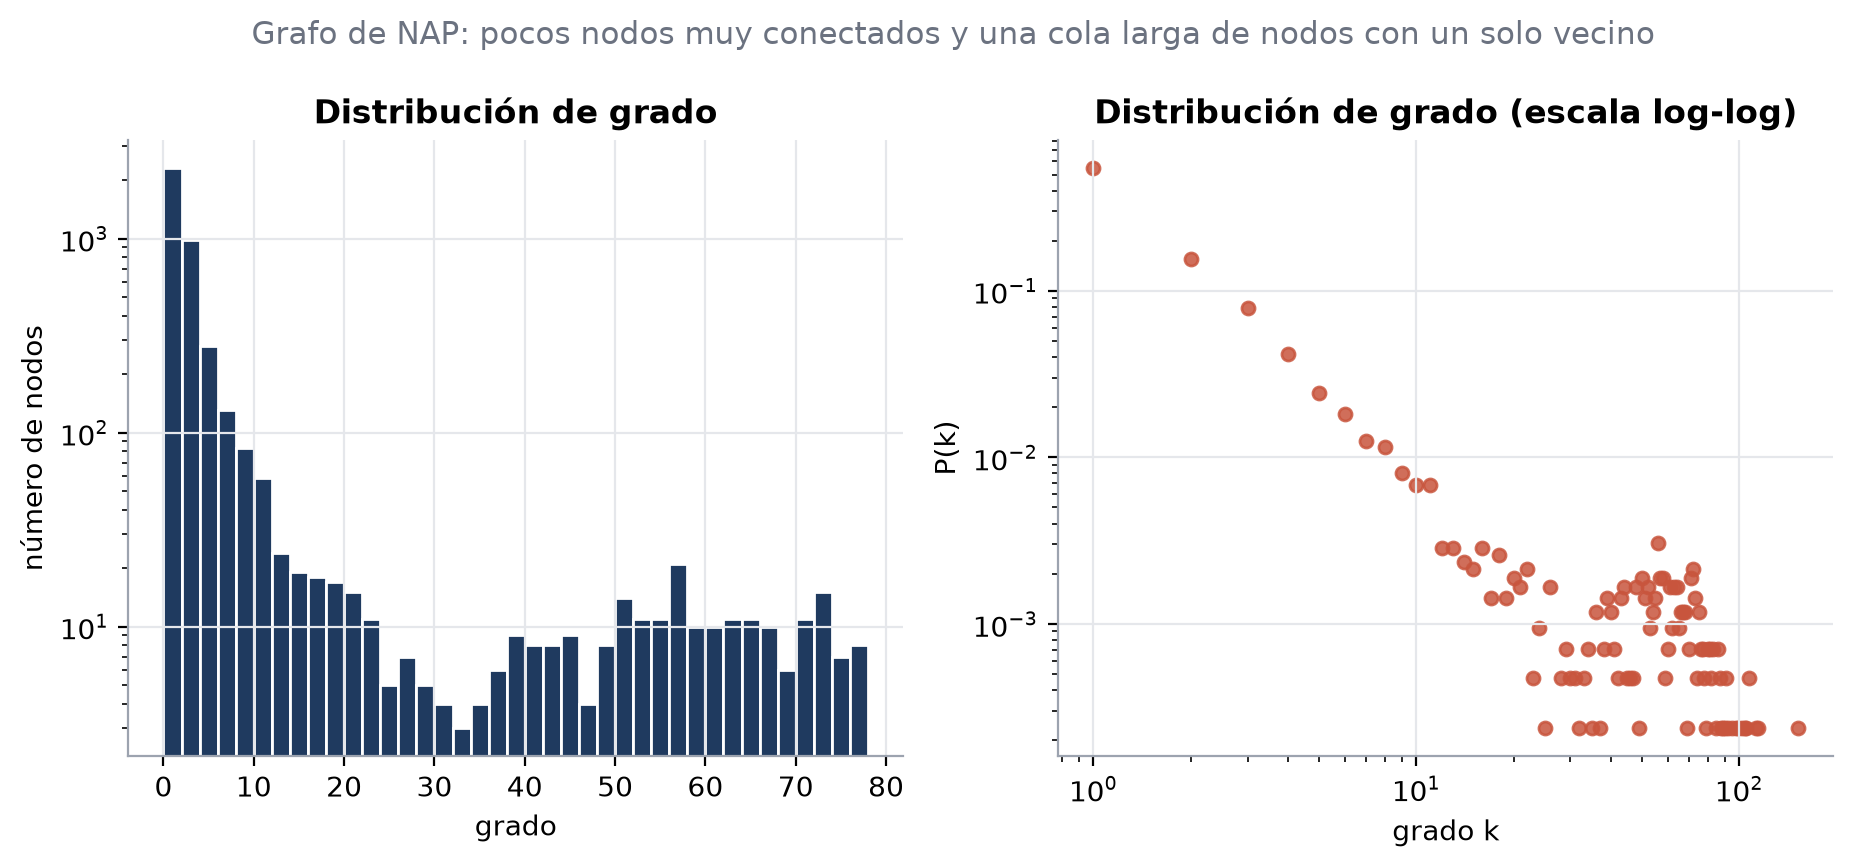 Grafo de NAP: pocos nodos muy conectados y una cola larga de nodos con un solo vecino
Distribución de grado
número de nodos
10³
10²
10¹
0 10 20 30 40 50 60 70 80
grado
Distribución de grado (escala log-log)
P(k)
10⁻¹
10⁻²
10⁻³
10⁰ 10¹ 10²
grado k